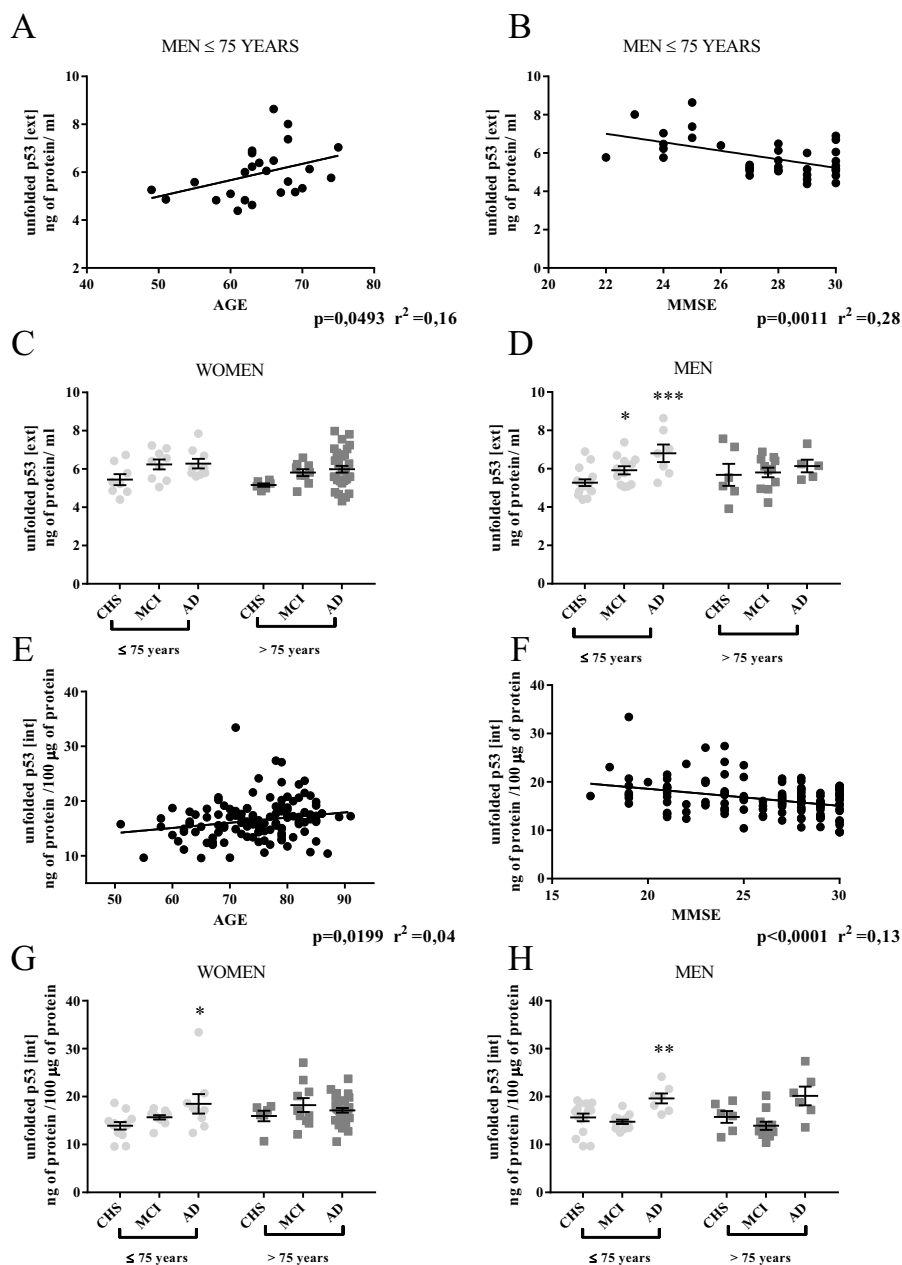 A
MEN ≤ 75 YEARS
unfolded p53 [ext]
ng of protein/ ml
10
8
6
4
2
40
50
60
70
80
AGE
p=0,0493 r² =0,16
B
MEN ≤ 75 YEARS
unfolded p53 [ext]
ng of protein/ ml
10
8
6
4
2
0
20
22
24
26
28
30
MMSE
p=0,0011 r² =0,28
C
WOMEN
unfolded p53 [ext]
ng of protein/ ml
10
8
6
4
2
0
CHS
MCI
AD
CHS
MCI
AD
≤ 75 years
> 75 years
D
MEN
unfolded p53 [ext]
ng of protein/ ml
10
8
6
4
2
0
*
***
CHS
MCI
AD
CHS
MCI
AD
≤ 75 years
> 75 years
E
unfolded p53 [int]
ng of protein /100 µg of protein
40
30
20
10
50
60
70
80
90
AGE
p=0,0199 r² =0,04
F
unfolded p53 [int]
ng of protein /100 µg of protein
40
30
20
10
0
15
20
25
30
MMSE
p<0,0001 r² =0,13
G
WOMEN
unfolded p53 [int]
ng of protein /100 µg of protein
40
30
20
10
0
*
CHS
MCI
AD
CHS
MCI
AD
≤ 75 years
> 75 years
H
MEN
unfolded p53 [int]
ng of protein /100 µg of protein
40
30
20
10
0
**
CHS
MCI
AD
CHS
MCI
AD
≤ 75 years
> 75 years